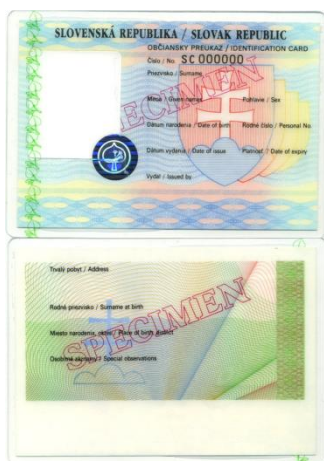 SLOVENSKÁ REPUBLIKA / SLOVAK REPUBLIC
OBČIANSKY PREUKAZ / IDENTIFICATION CARD
Číslo / No. SC 000000
Priezvisko / Surname
SPECIMEN
Meno / Given names Pohlavie / Sex
Dátum narodenia / Date of birth Rodné číslo / Personal No.
Dátum vydania / Date of issue Platnosť / Date of expiry
Vydal / Issued by
Trvalý pobyt / Address
Rodné priezvisko / Surname at birth
SPECIMEN
Miesto narodenia, okres / Place of birth, district
Osobitné záznamy / Special observations